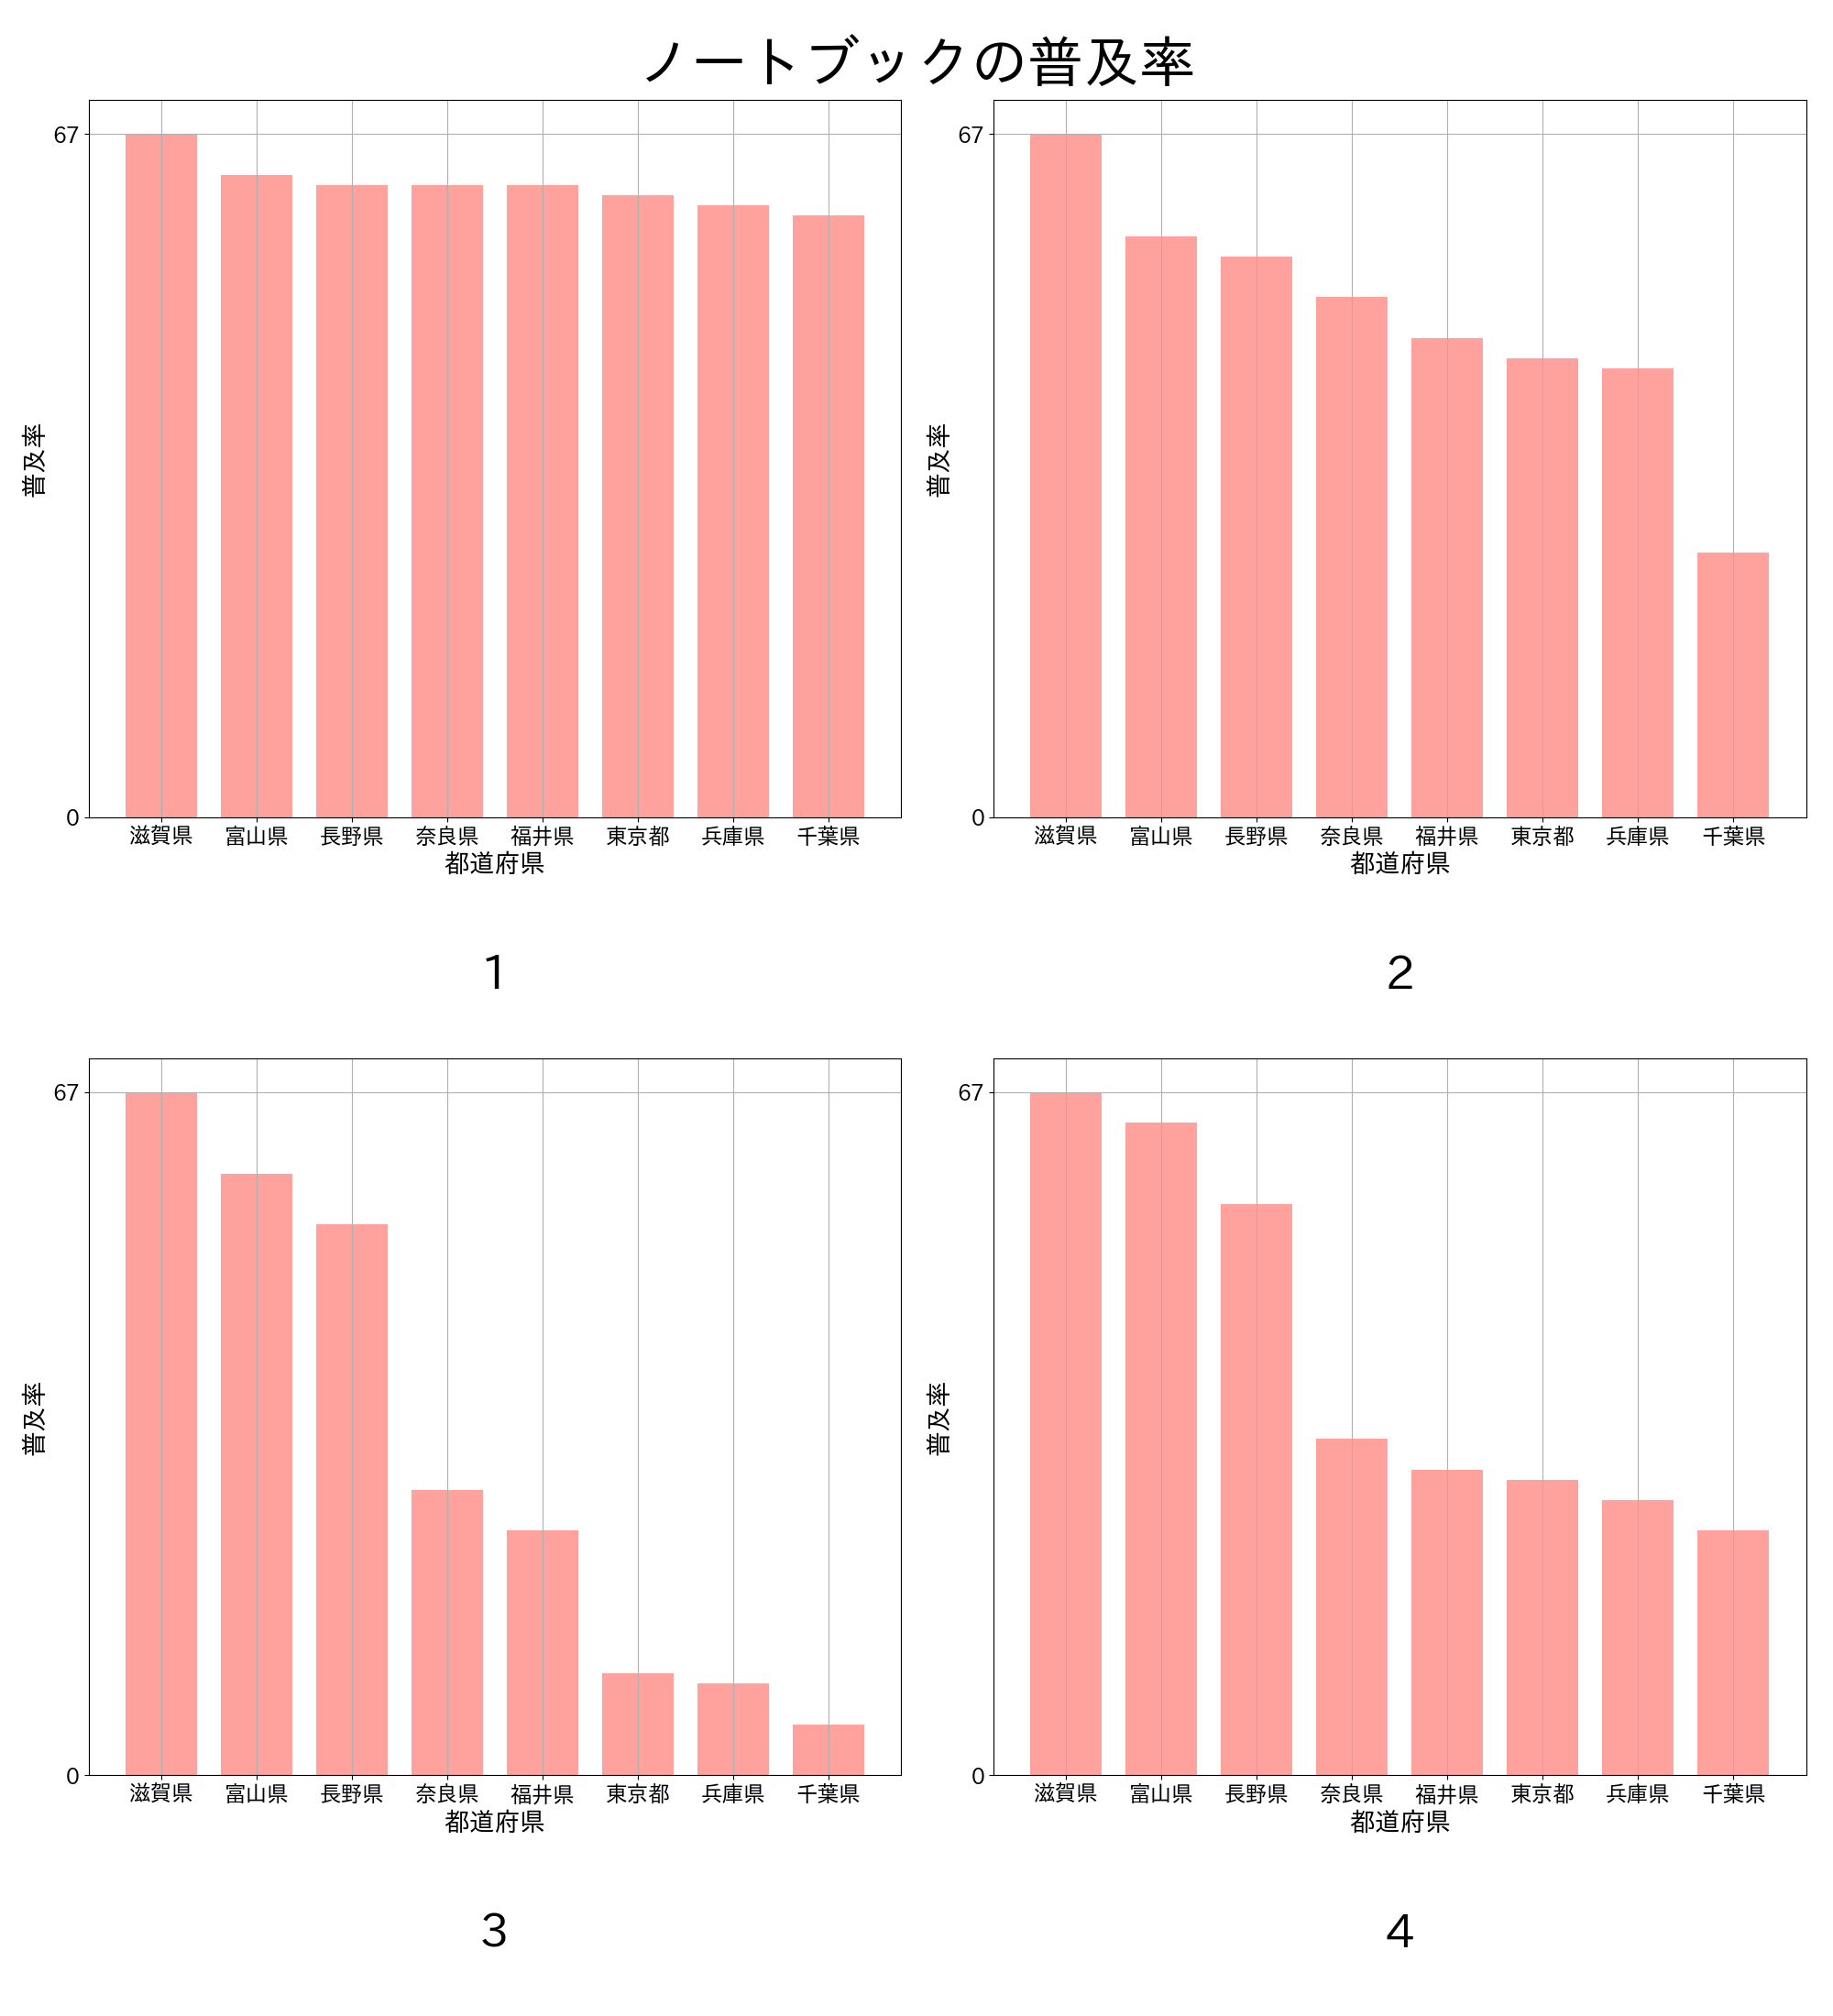 ノートブックの普及率
67
0
普及率
滋賀県 富山県 長野県 奈良県 福井県 東京都 兵庫県 千葉県
都道府県
1
67
0
普及率
滋賀県 富山県 長野県 奈良県 福井県 東京都 兵庫県 千葉県
都道府県
2
67
0
普及率
滋賀県 富山県 長野県 奈良県 福井県 東京都 兵庫県 千葉県
都道府県
3
67
0
普及率
滋賀県 富山県 長野県 奈良県 福井県 東京都 兵庫県 千葉県
都道府県
4